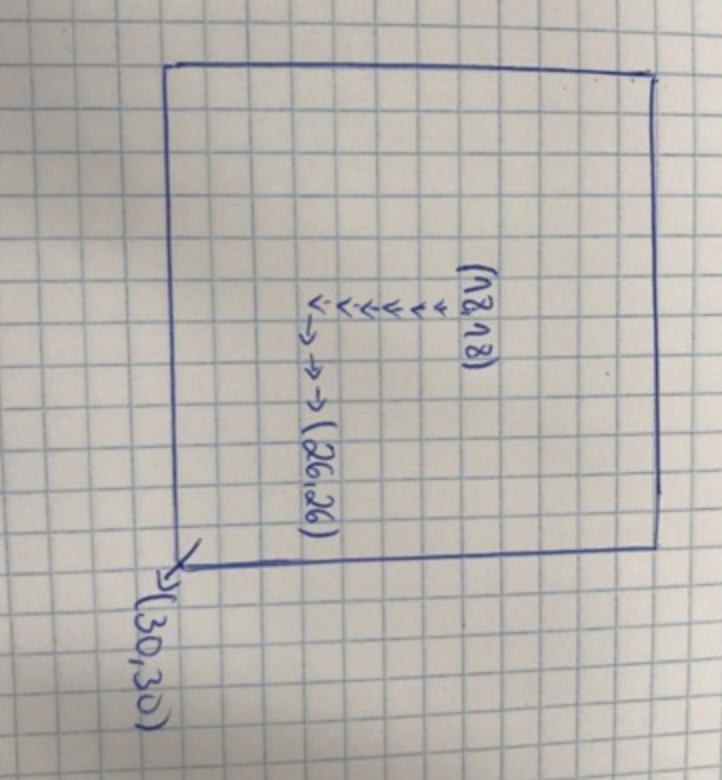 (18,18)
→ → → (26,26)
→(30,30)